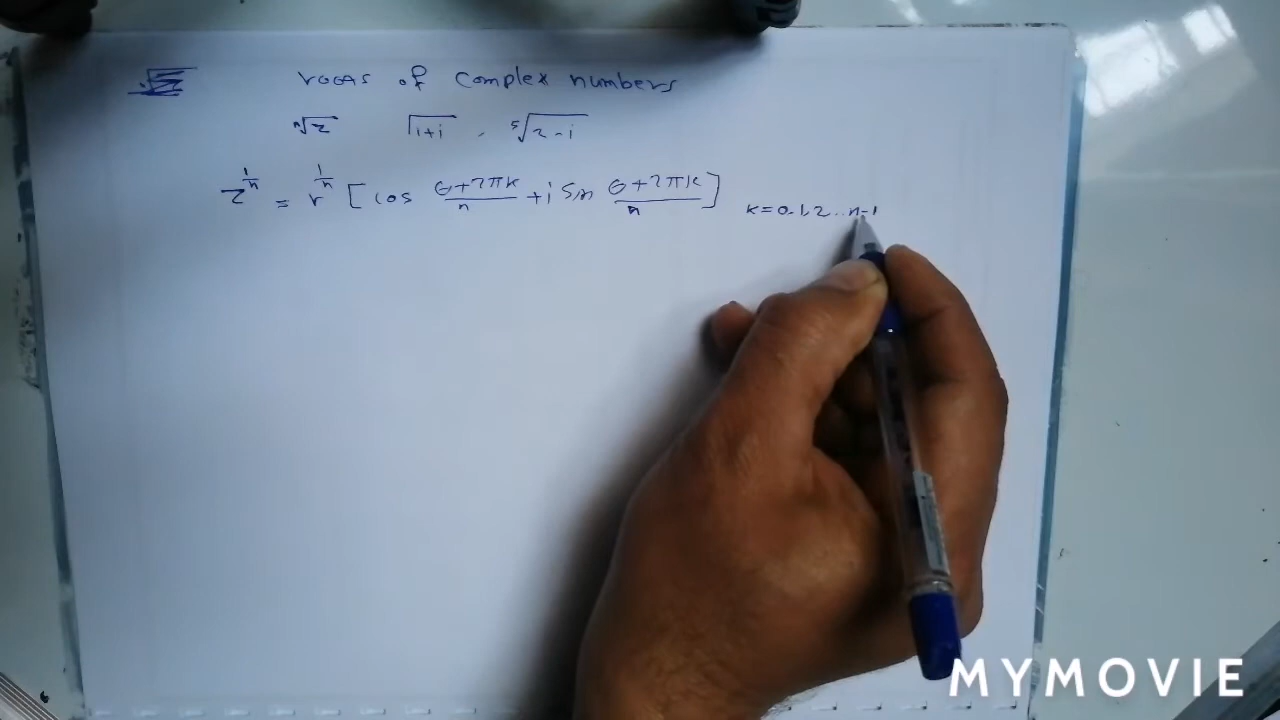 roots of complex numbers
ⁿ√z √1+i , ⁵√2-i
z^(1/n) = r^(1/n) [ cos (θ+2πk)/n + i sin (θ+2πk)/n ] k=0,1,2...n-1
MYMOVIE